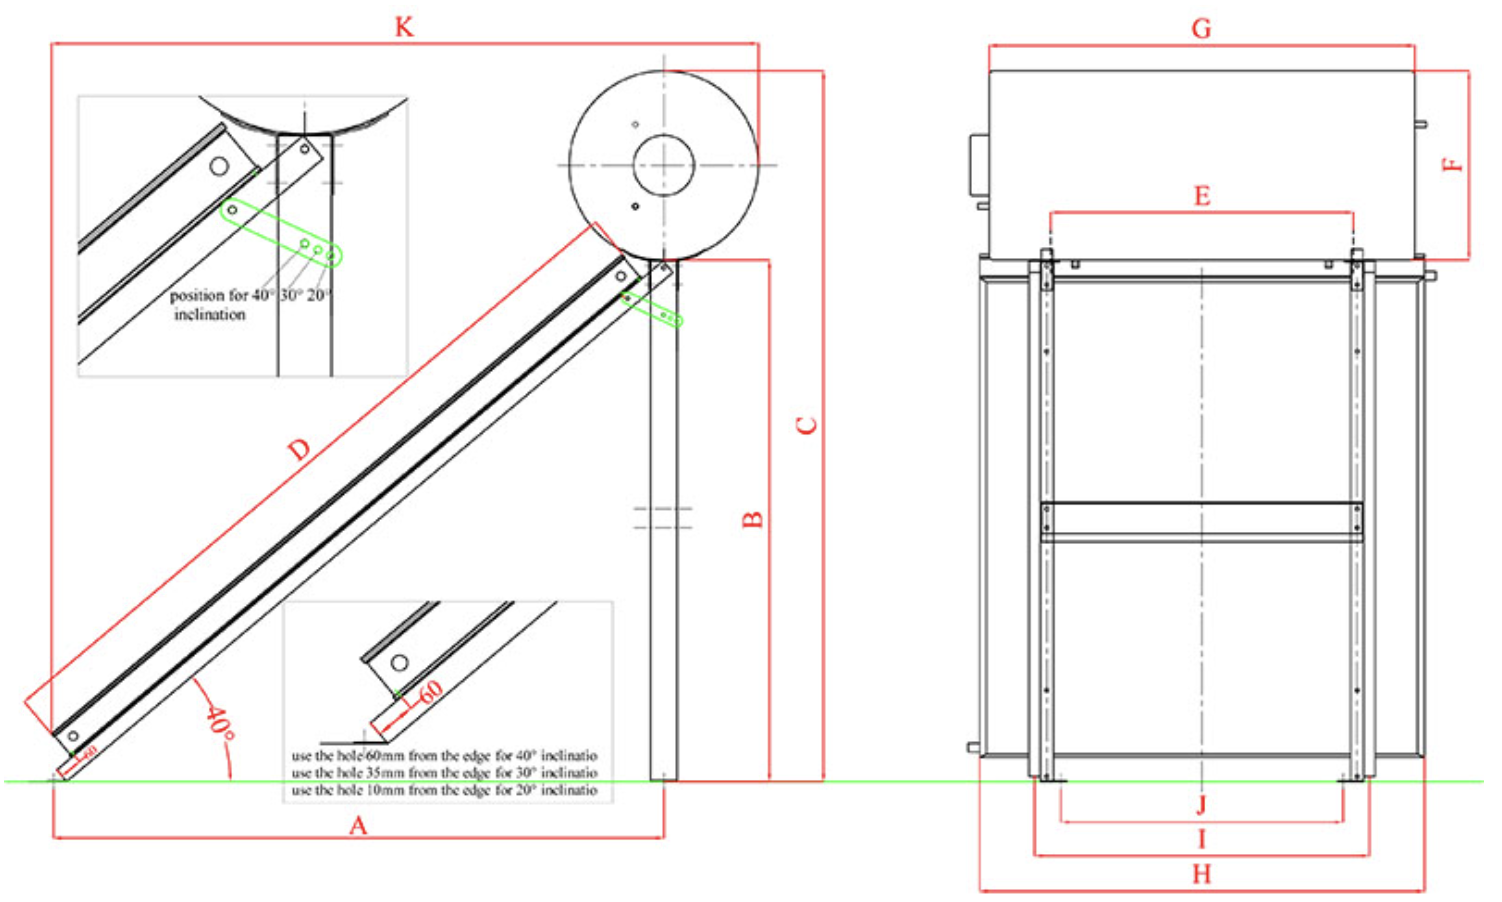 K
G
F
E
position for 40° 30° 20°
inclination
D
C
B
40°
60
60
use the hole 60mm from the edge for 40° inclinatio
use the hole 35mm from the edge for 30° inclinatio
use the hole 10mm from the edge for 20° inclinatio
A
J
I
H